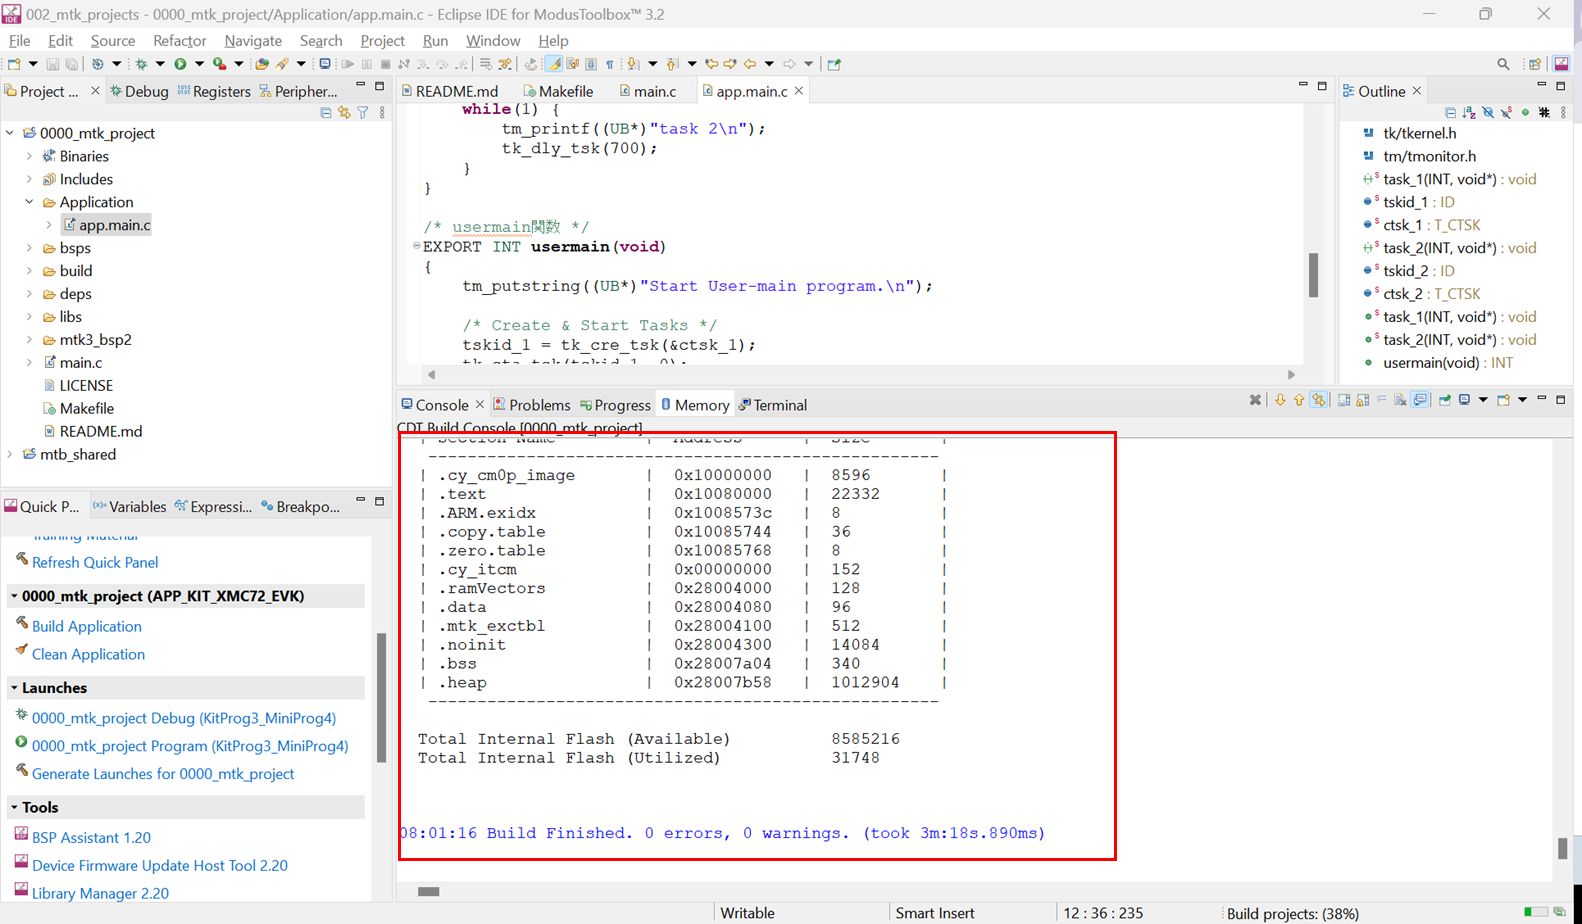 002_mtk_projects - 0000_mtk_project/Application/app.main.c - Eclipse IDE for ModusToolbox™ 3.2
File Edit Source Refactor Navigate Search Project Run Window Help
Project ... Debug Registers Peripher...
0000_mtk_project
Binaries
Includes
Application
app.main.c
bsps
build
deps
libs
mtk3_bsp2
main.c
LICENSE
Makefile
README.md
mtb_shared
README.md Makefile main.c app.main.c
while(1) {
tm_printf((UB*)"task 2\n");
tk_dly_tsk(700);
}
}
/* usermain関数 */
EXPORT INT usermain(void)
{
tm_putstring((UB*)"Start User-main program.\n");
/* Create & Start Tasks */
tskid_1 = tk_cre_tsk(&ctsk_1);
tk_sta_tsk(tskid_1, 0);
Outline
tk/tkernel.h
tm/tmonitor.h
task_1(INT, void*) : void
tskid_1 : ID
ctsk_1 : T_CTSK
task_2(INT, void*) : void
tskid_2 : ID
ctsk_2 : T_CTSK
task_1(INT, void*) : void
task_2(INT, void*) : void
usermain(void) : INT
Quick P... Variables Expressi... Breakpo...
Training Material
Refresh Quick Panel
0000_mtk_project (APP_KIT_XMC72_EVK)
Build Application
Clean Application
Launches
0000_mtk_project Debug (KitProg3_MiniProg4)
0000_mtk_project Program (KitProg3_MiniProg4)
Generate Launches for 0000_mtk_project
Tools
BSP Assistant 1.20
Device Firmware Update Host Tool 2.20
Library Manager 2.20
Console Problems Progress Memory Terminal
CDT Build Console [0000_mtk_project]
| Section Name | Address | Size |
----------------------------------------------------
| .cy_cm0p_image | 0x10000000 | 8596 |
| .text | 0x10080000 | 22332 |
| .ARM.exidx | 0x1008573c | 8 |
| .copy.table | 0x10085744 | 36 |
| .zero.table | 0x10085768 | 8 |
| .cy_itcm | 0x00000000 | 152 |
| .ramVectors | 0x28004000 | 128 |
| .data | 0x28004080 | 96 |
| .mtk_exctbl | 0x28004100 | 512 |
| .noinit | 0x28004300 | 14084 |
| .bss | 0x28007a04 | 340 |
| .heap | 0x28007b58 | 1012904 |
----------------------------------------------------
Total Internal Flash (Available) 8585216
Total Internal Flash (Utilized) 31748
08:01:16 Build Finished. 0 errors, 0 warnings. (took 3m:18s.890ms)
Writable Smart Insert 12 : 36 : 235 Build projects: (38%)